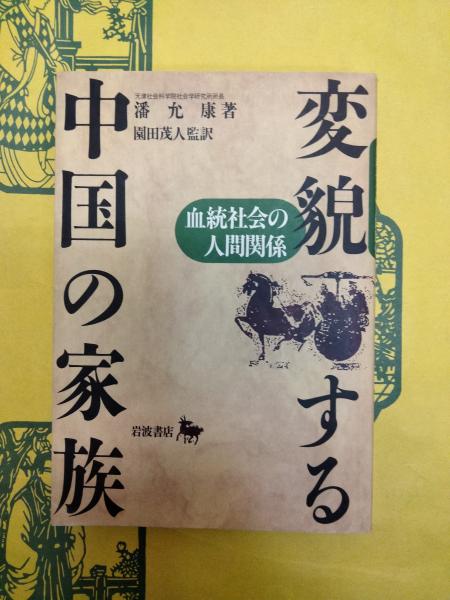 変貌する
中国の家族
血統社会の
人間関係
天津社会科学院社会学研究所所長
潘允康著
園田茂人監訳
岩波書店